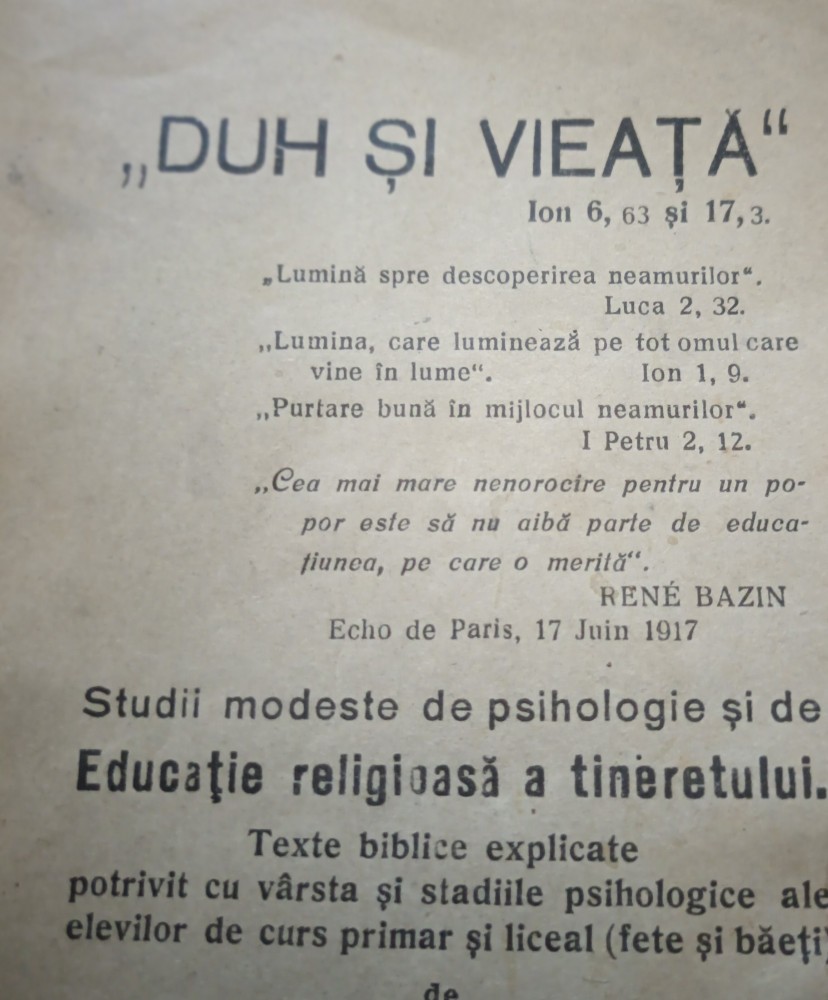 „DUH ȘI VIEAȚĂ“
Ion 6, 63 și 17, 3.
„Lumină spre descoperirea neamurilor“.
Luca 2, 32.
„Lumina, care luminează pe tot omul care
vine în lume“. Ion 1, 9.
„Purtare bună în mijlocul neamurilor“.
I Petru 2, 12.
„Cea mai mare nenorocire pentru un po-
por este să nu aibă parte de educa-
țiunea, pe care o merită“.
RENÉ BAZIN
Echo de Paris, 17 Juin 1917
Studii modeste de psihologie și de
Educație religioasă a tineretului.
Texte biblice explicate
potrivit cu vârsta și stadiile psihologice ale
elevilor de curs primar și liceal (fete și băeți)
de